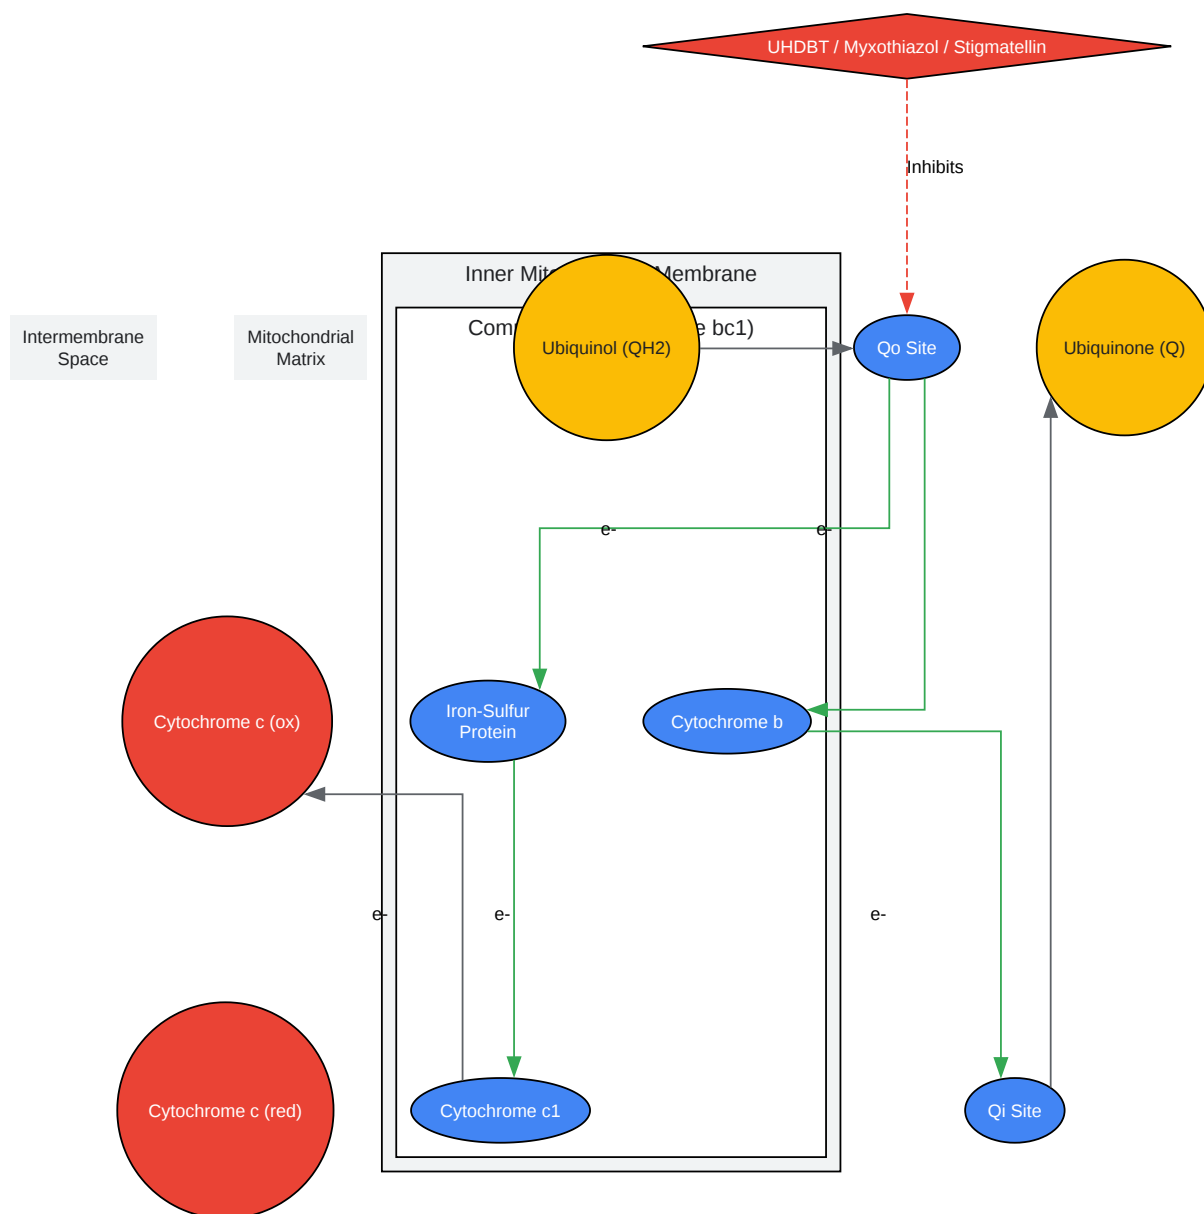 UHDBT / Myxothiazol / Stigmatellin
Inhibits
Inner Mit Membrane
Com e bc1)
Intermembrane
Space
Mitochondrial
Matrix
Ubiquinol (QH2)
Qo Site
Ubiquinone (Q)
e-
e-
Cytochrome c (ox)
Iron-Sulfur
Protein
Cytochrome b
e-
e-
e-
Cytochrome c (red)
Cytochrome c1
Qi Site